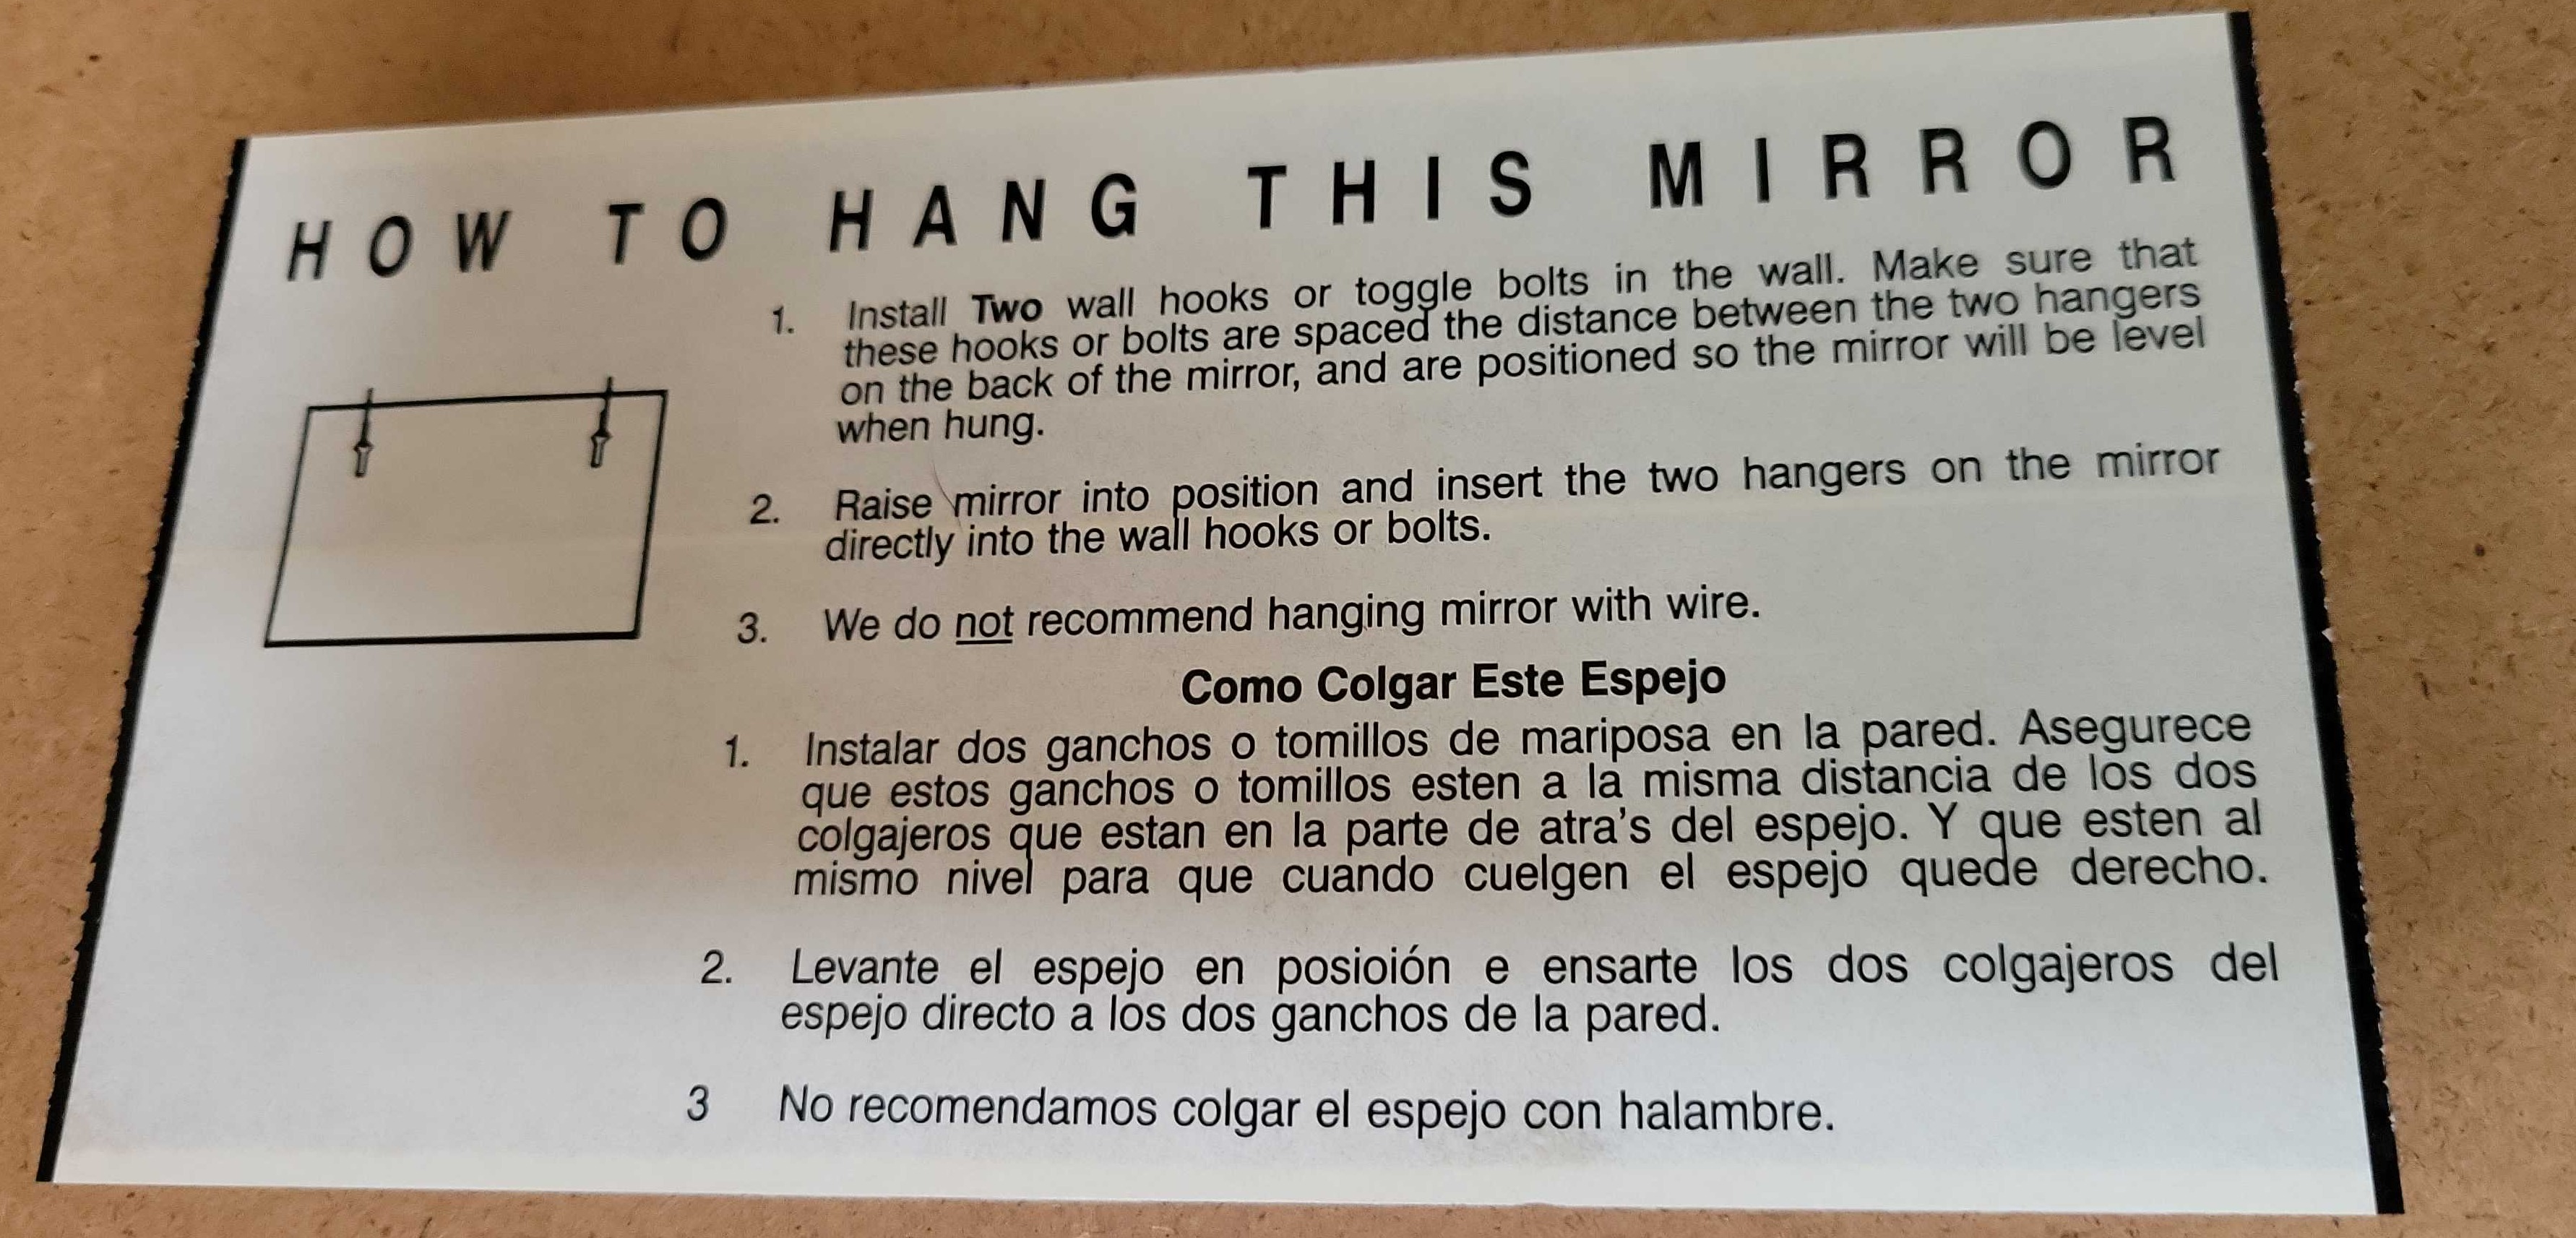 HOW TO HANG THIS MIRROR
1. Install Two wall hooks or toggle bolts in the wall. Make sure that
these hooks or bolts are spaced the distance between the two hangers
on the back of the mirror, and are positioned so the mirror will be level
when hung.
2. Raise mirror into position and insert the two hangers on the mirror
directly into the wall hooks or bolts.
3. We do not recommend hanging mirror with wire.
Como Colgar Este Espejo
1. Instalar dos ganchos o tomillos de mariposa en la pared. Asegurece
que estos ganchos o tomillos esten a la misma distancia de los dos
colgajeros que estan en la parte de atra's del espejo. Y que esten al
mismo nivel para que cuando cuelgen el espejo quede derecho.
2. Levante el espejo en posioión e ensarte los dos colgajeros del
espejo directo a los dos ganchos de la pared.
3 No recomendamos colgar el espejo con halambre.